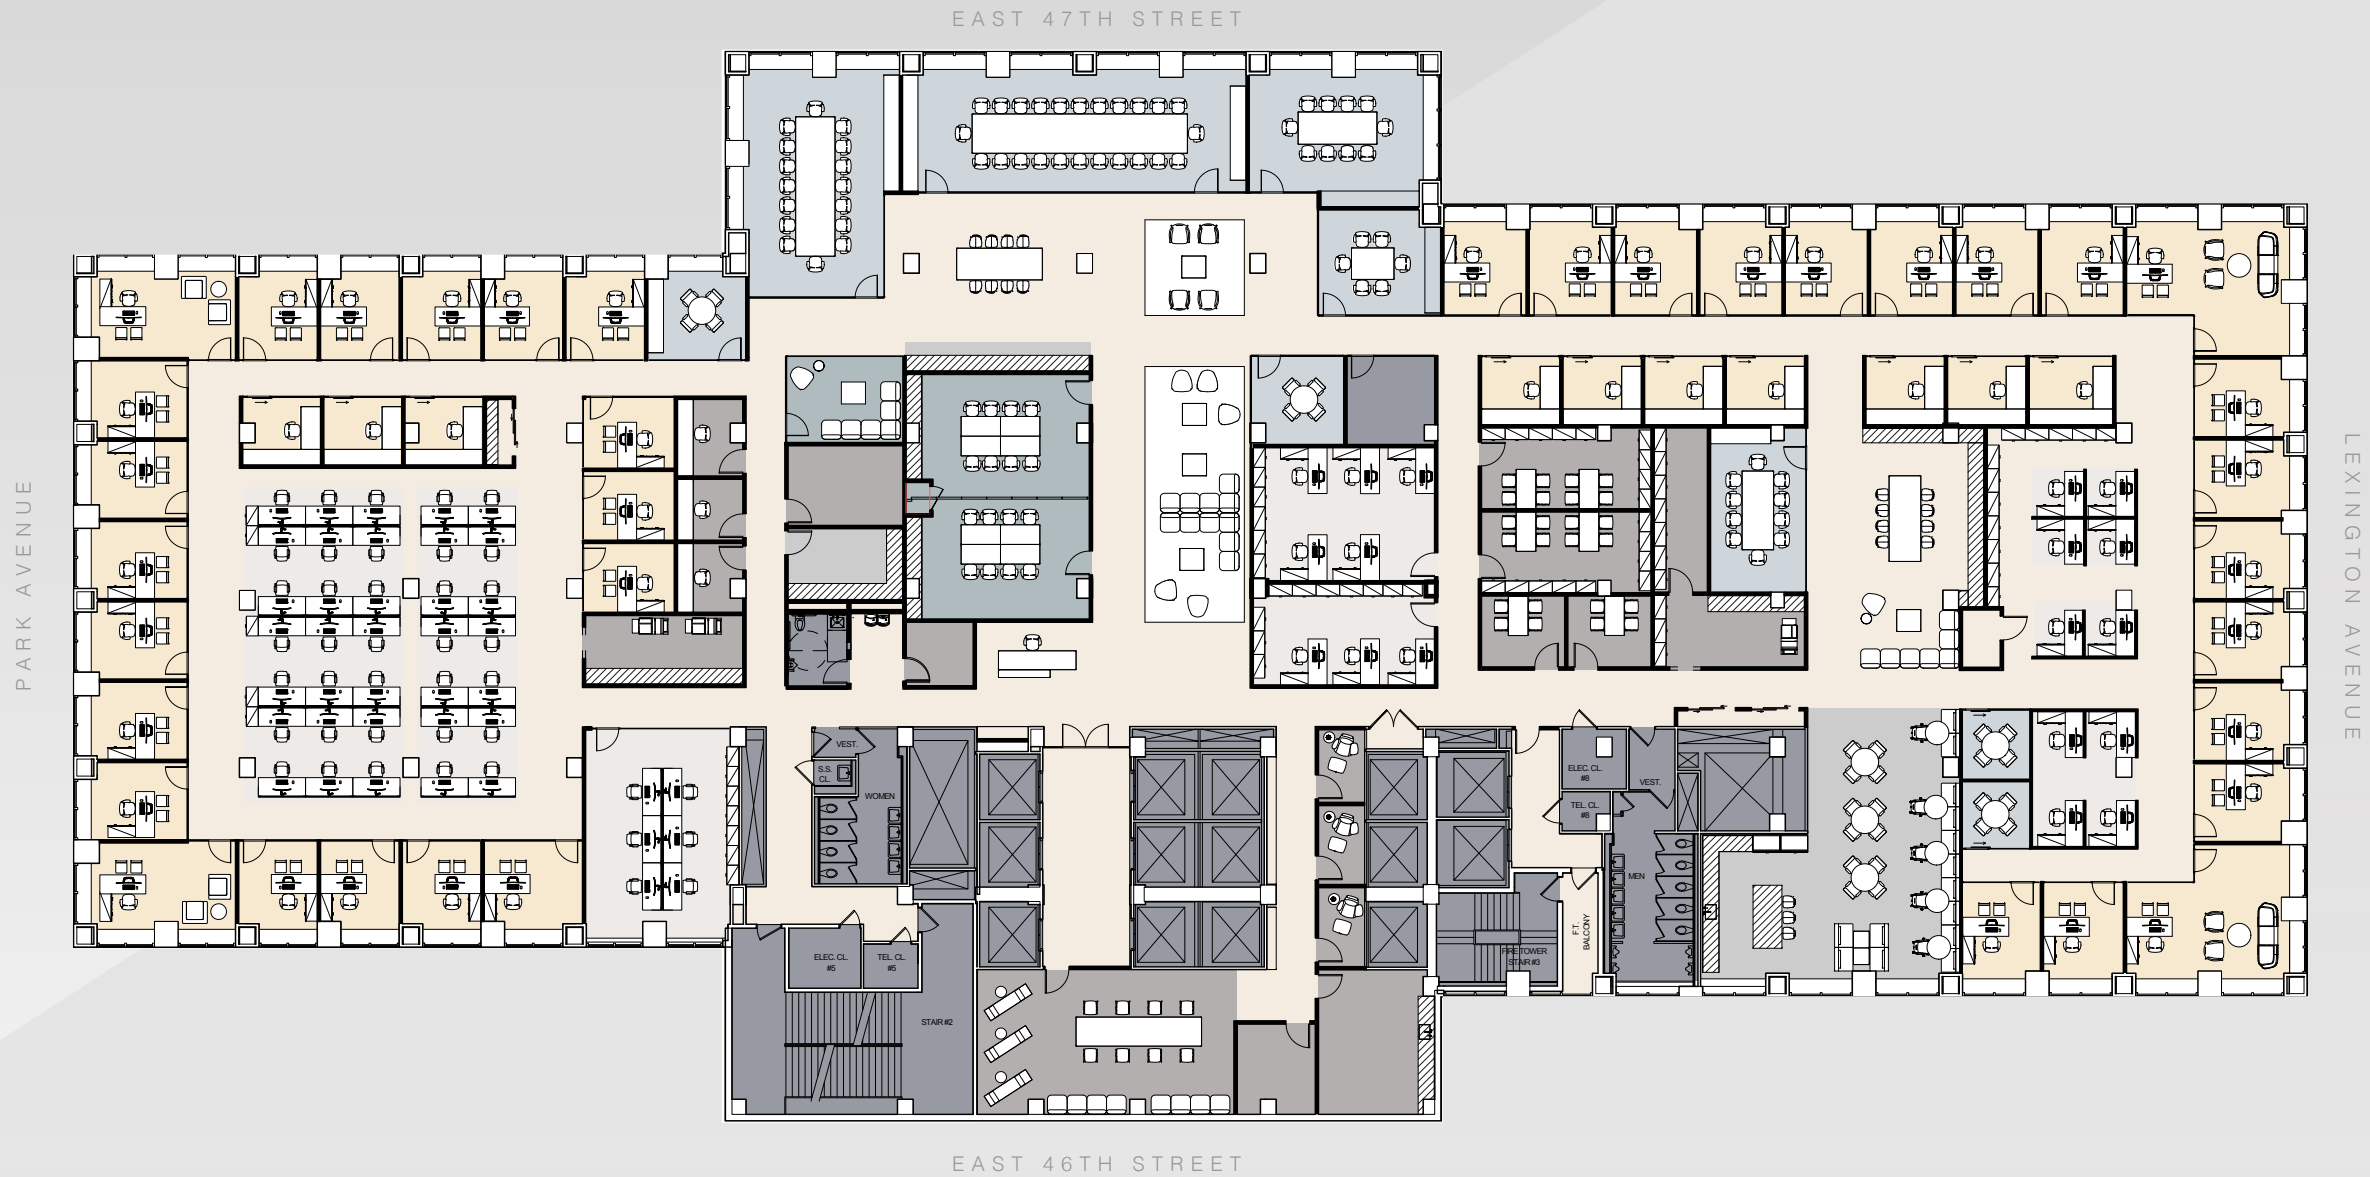 EAST 47TH STREET
PARK AVENUE
LEXINGTON AVENUE
VEST.
S.S.
CL.
WOMEN
ELEC. CL.
#8
VEST.
TEL. CL.
#8
MEN
F.T.
BALCONY
FIRE TOWER
STAIR #3
ELEC. CL.
#5
TEL. CL.
#5
STAIR #2
EAST 46TH STREET